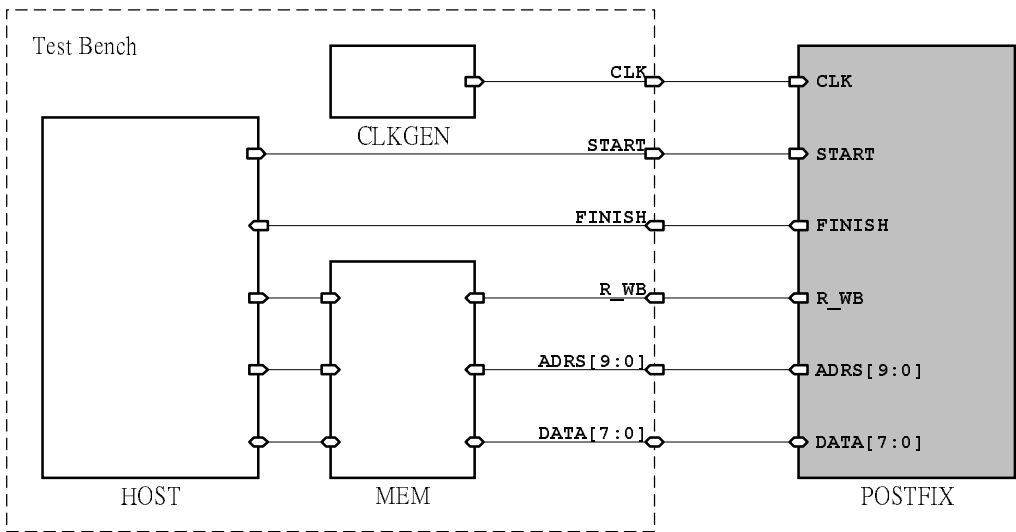 Test Bench
CLK
CLK
CLKGEN
START
START
FINISH
FINISH
R_WB
R_WB
ADRS[9:0]
ADRS[9:0]
DATA[7:0]
DATA[7:0]
HOST
MEM
POSTFIX